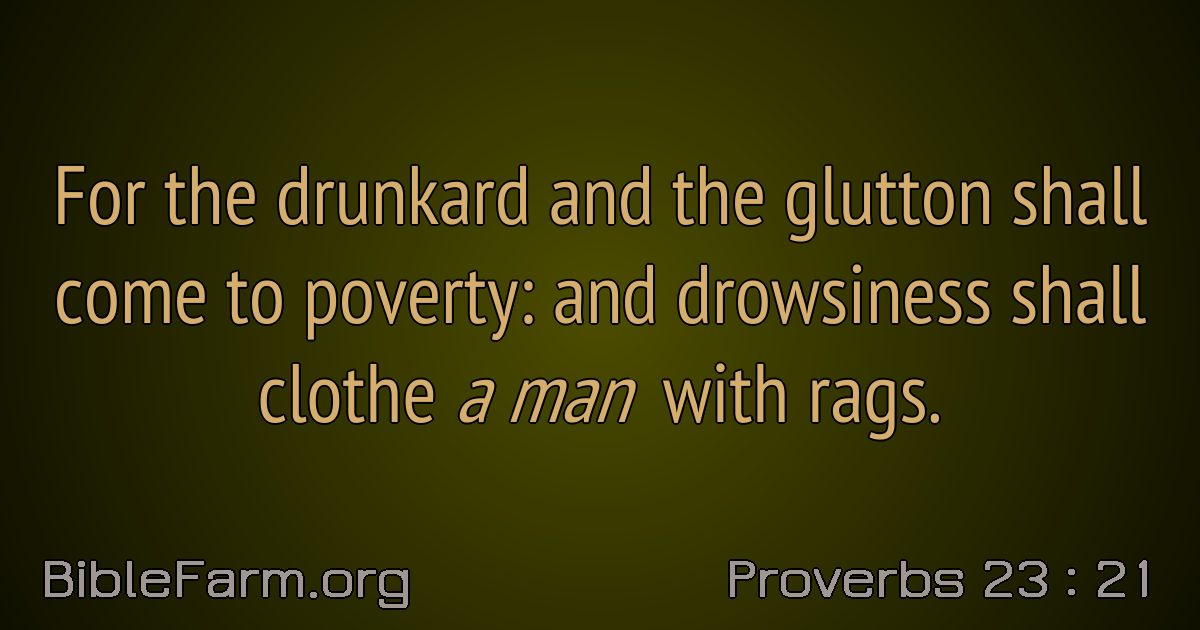 For the drunkard and the glutton shall
come to poverty: and drowsiness shall
clothe a man with rags.
BibleFarm.org
Proverbs 23 : 21